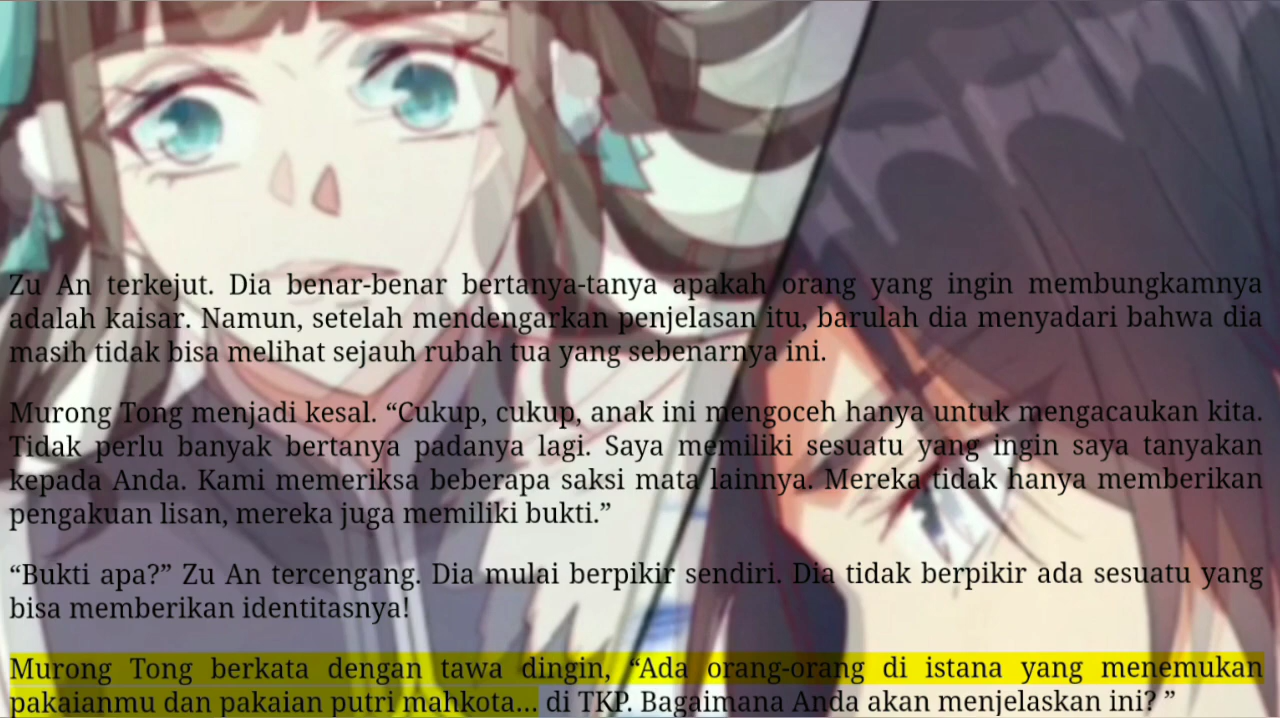 Zu An terkejut. Dia benar-benar bertanya-tanya apakah orang yang ingin membungkamnya
adalah kaisar. Namun, setelah mendengarkan penjelasan itu, barulah dia menyadari bahwa dia
masih tidak bisa melihat sejauh rubah tua yang sebenarnya ini.
Murong Tong menjadi kesal. “Cukup, cukup, anak ini mengoceh hanya untuk mengacaukan kita.
Tidak perlu banyak bertanya padanya lagi. Saya memiliki sesuatu yang ingin saya tanyakan
kepada Anda. Kami memeriksa beberapa saksi mata lainnya. Mereka tidak hanya memberikan
pengakuan lisan, mereka juga memiliki bukti.”
“Bukti apa?” Zu An tercengang. Dia mulai berpikir sendiri. Dia tidak berpikir ada sesuatu yang
bisa memberikan identitasnya!
Murong Tong berkata dengan tawa dingin, “Ada orang-orang di istana yang menemukan
pakaianmu dan pakaian putri mahkota... di TKP. Bagaimana Anda akan menjelaskan ini? ”